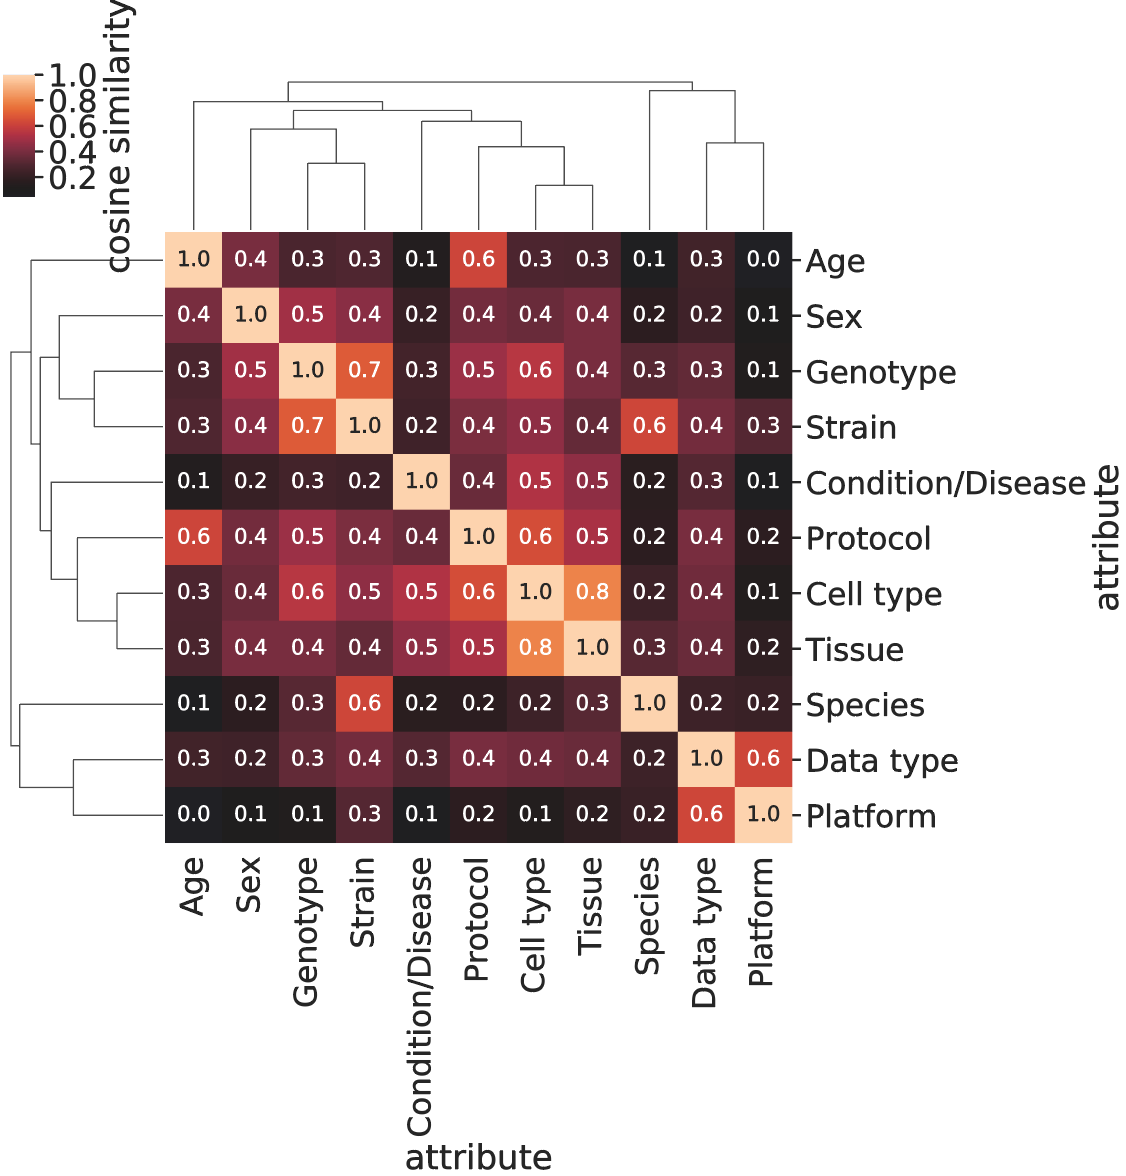 cosine similarity
1.0
0.8
0.6
0.4
0.2
1.0 0.4 0.3 0.3 0.1 0.6 0.3 0.3 0.1 0.3 0.0 Age
0.4 1.0 0.5 0.4 0.2 0.4 0.4 0.4 0.2 0.2 0.1 Sex
0.3 0.5 1.0 0.7 0.3 0.5 0.6 0.4 0.3 0.3 0.1 Genotype
0.3 0.4 0.7 1.0 0.2 0.4 0.5 0.4 0.6 0.4 0.3 Strain
0.1 0.2 0.3 0.2 1.0 0.4 0.5 0.5 0.2 0.3 0.1 Condition/Disease
0.6 0.4 0.5 0.4 0.4 1.0 0.6 0.5 0.2 0.4 0.2 Protocol
0.3 0.4 0.6 0.5 0.5 0.6 1.0 0.8 0.2 0.4 0.1 Cell type
0.3 0.4 0.4 0.4 0.5 0.5 0.8 1.0 0.3 0.4 0.2 Tissue
0.1 0.2 0.3 0.6 0.2 0.2 0.2 0.3 1.0 0.2 0.2 Species
0.3 0.2 0.3 0.4 0.3 0.4 0.4 0.4 0.2 1.0 0.6 Data type
0.0 0.1 0.1 0.3 0.1 0.2 0.1 0.2 0.2 0.6 1.0 Platform
attribute
Age
Sex
Genotype
Strain
Condition/Disease
Protocol
Cell type
Tissue
Species
Data type
Platform
attribute